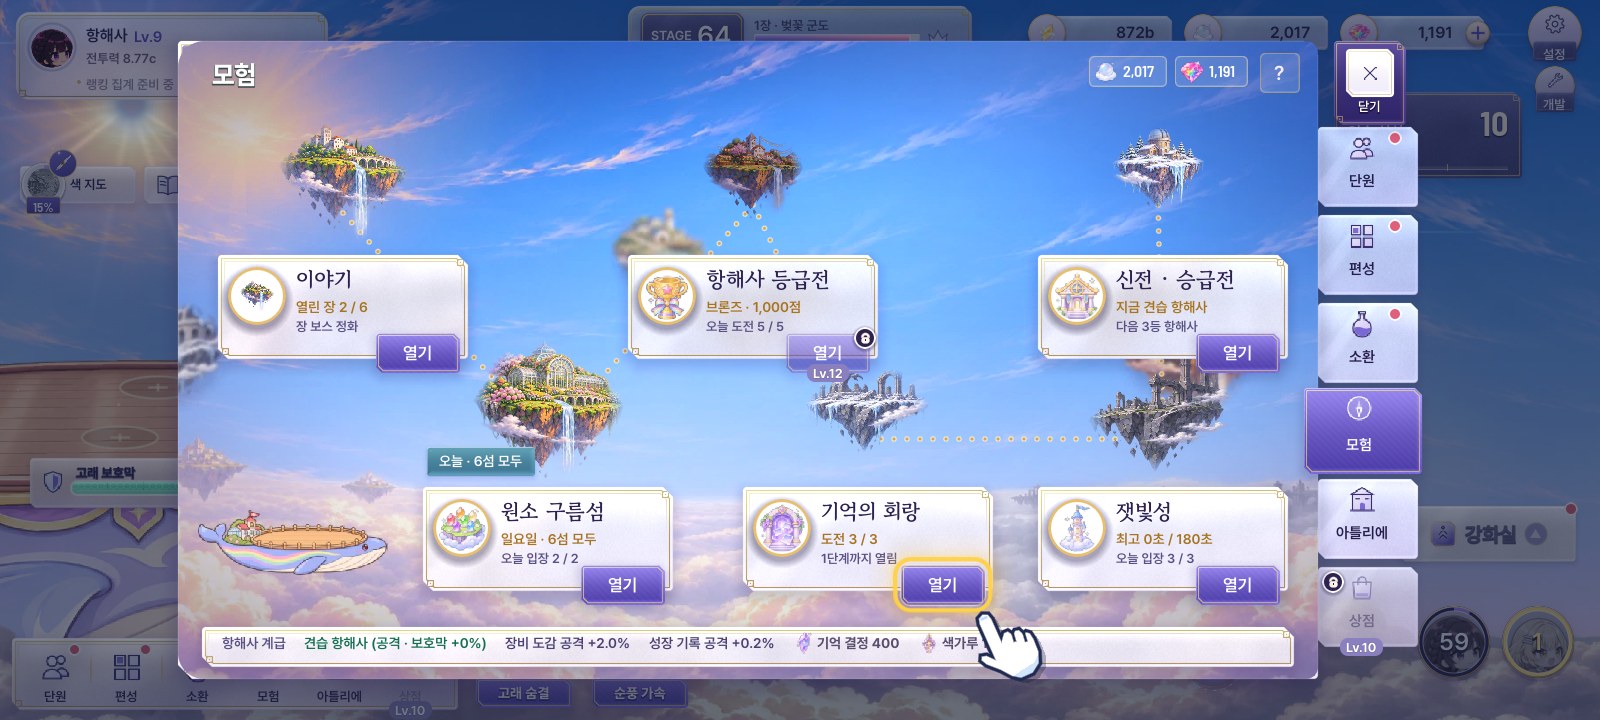 항해사 Lv.9
전투력 8.77c
* 랭킹 집계 준비 중
STAGE 64
1장 · 벚꽃 군도
872b
2,017
1,191
설정
개발
모험
2,017
1,191
?
닫기
10
색 지도
15%
단원
편성
소환
모험
아틀리에
상점
Lv.10
이야기
열린 장 2 / 6
장 보스 정화
열기
항해사 등급전
브론즈 · 1,000점
오늘 도전 5 / 5
열기
Lv.12
신전 · 승급전
지금 견습 항해사
다음 3등 항해사
열기
오늘 · 6섬 모두
원소 구름섬
일요일 · 6섬 모두
오늘 입장 2 / 2
열기
기억의 회랑
도전 3 / 3
1단계까지 열림
열기
잿빛성
최고 0초 / 180초
오늘 입장 3 / 3
열기
고래 보호막
강화실
항해사 계급 견습 항해사 (공격 · 보호막 +0%) 장비 도감 공격 +2.0% 성장 기록 공격 +0.2% 기억 결정 400 색가루
59
1
단원
편성
소환
모험
아틀리에
상점
Lv.10
고래 숨결
순풍 가속